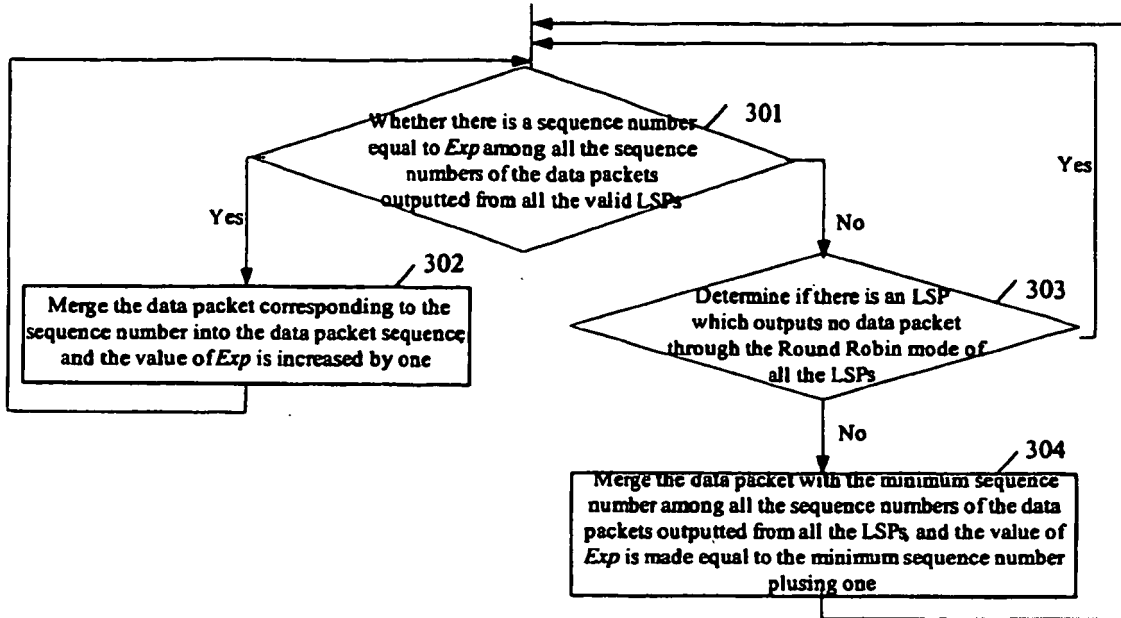 301
Whether there is a sequence number
equal to Exp among all the sequence
numbers of the data packets
outputted from all the valid LSPs
Yes
Yes
No
302
Merge the data packet corresponding to the
sequence number into the data packet sequence
and the value of Exp is increased by one
303
Determine if there is an LSP
which outputs no data packet
through the Round Robin mode of
all the LSPs
No
304
Merge the data packet with the minimum sequence
number among all the sequence numbers of the data
packets outputted from all the LSPs, and the value of
Exp is made equal to the minimum sequence number
plusing one